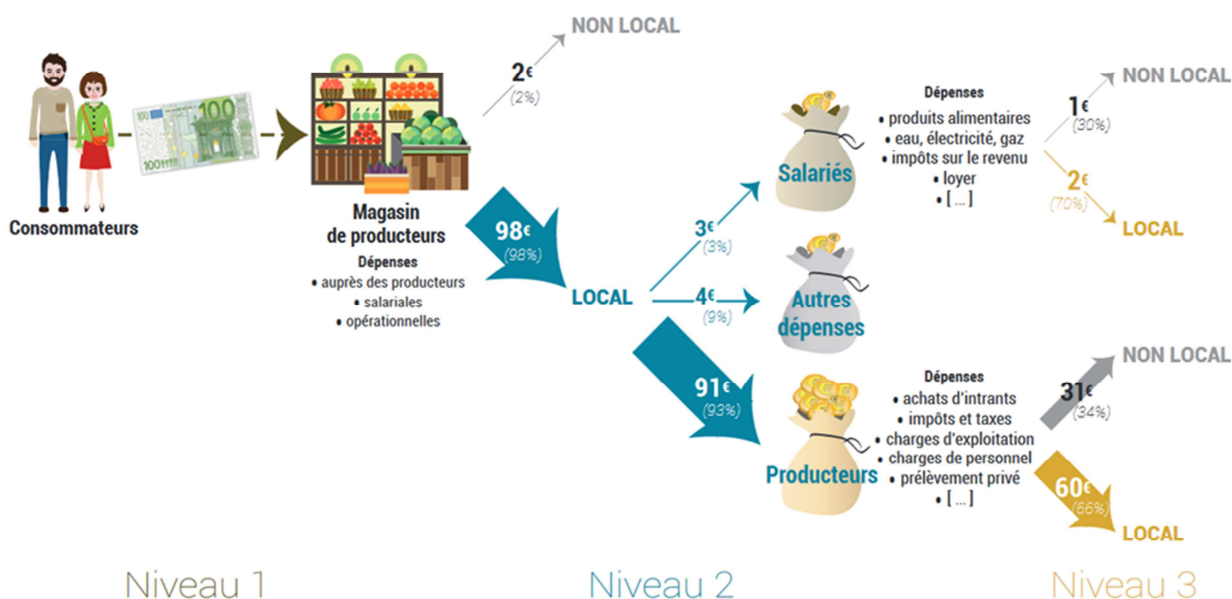 NON LOCAL
2€
(2%)
100
100
100
Consommateurs
Magasin
de producteurs
Dépenses
• auprès des producteurs
• salariales
• opérationnelles
98€
(98%)
LOCAL
3€
(3%)
4€
(9%)
91€
(93%)
Salariés
Dépenses
• produits alimentaires
• eau, électricité, gaz
• impôts sur le revenu
• loyer
• [ ... ]
1€
(30%)
NON LOCAL
2€
(70%)
LOCAL
Autres
dépenses
Producteurs
Dépenses
• achats d'intrants
• impôts et taxes
• charges d'exploitation
• charges de personnel
• prélèvement privé
• [ ... ]
31€
(34%)
NON LOCAL
60€
(66%)
LOCAL
Niveau 1
Niveau 2
Niveau 3